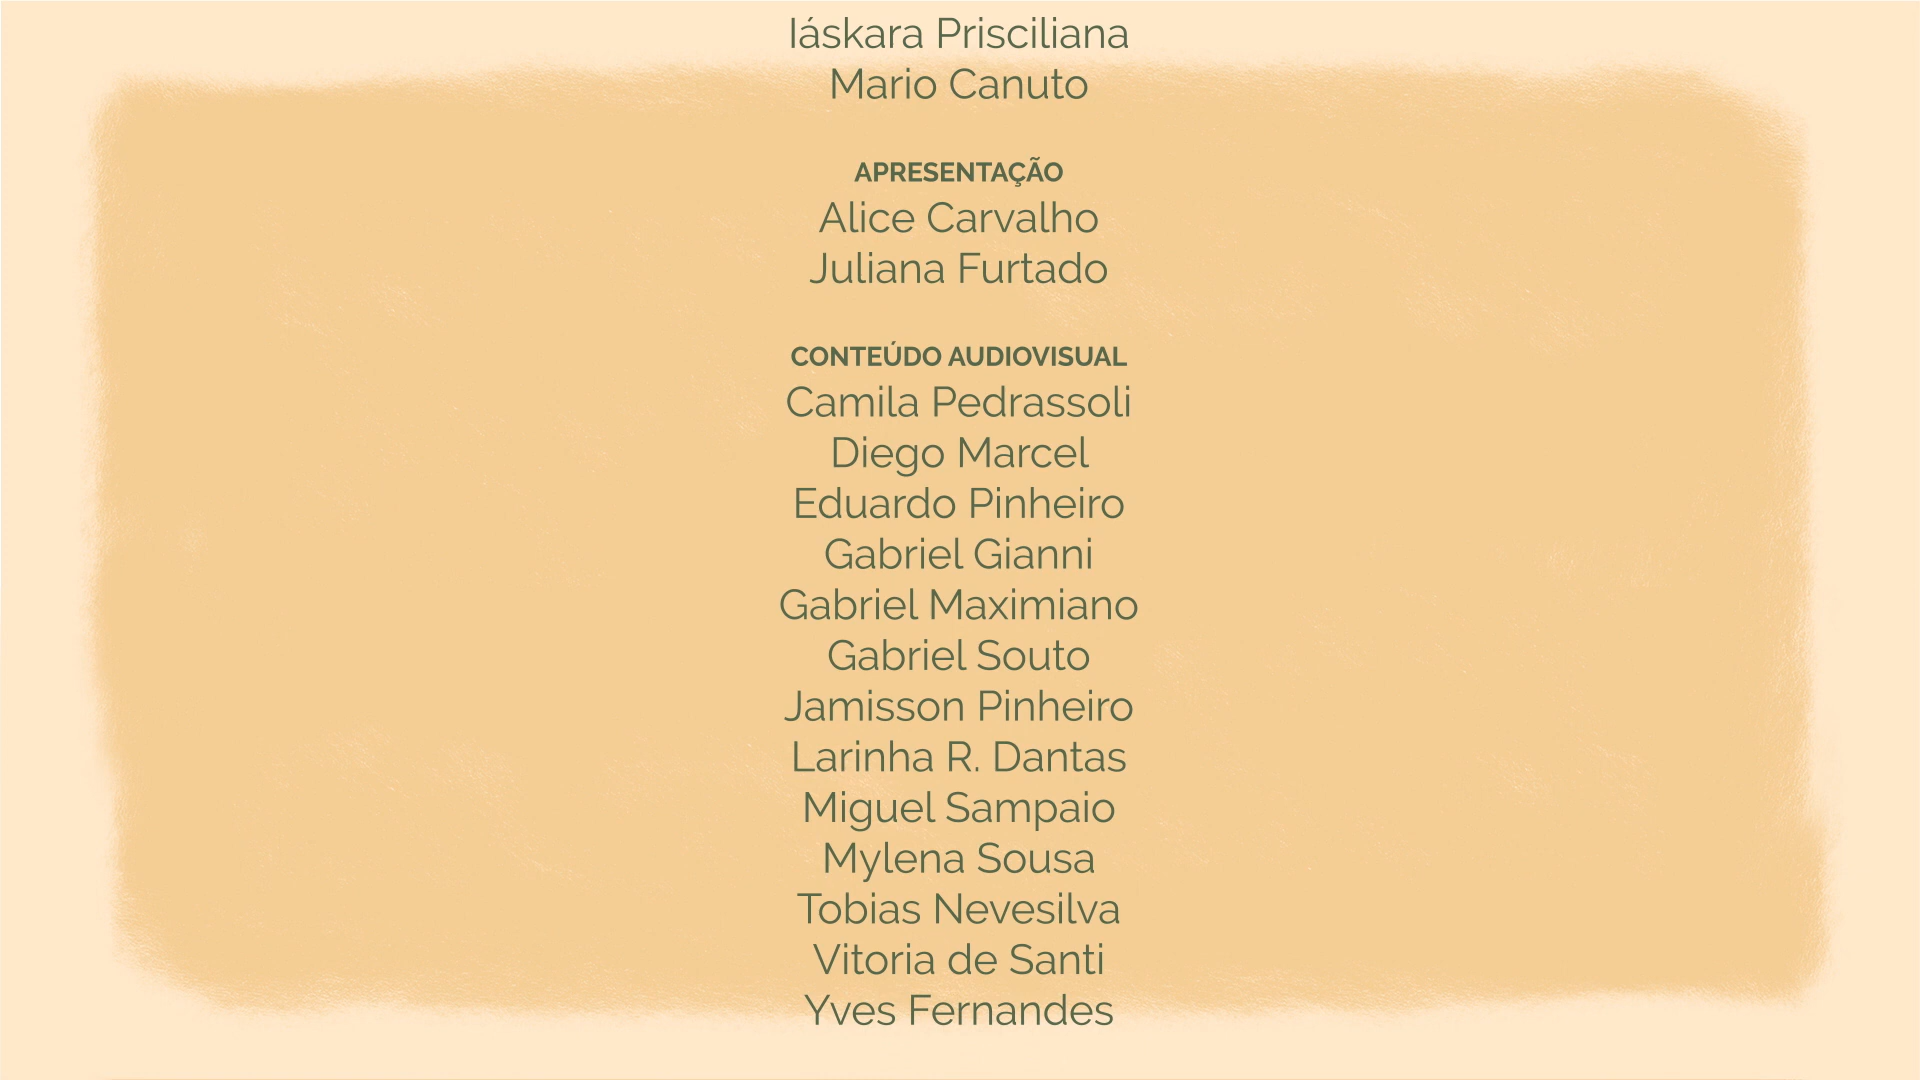 Iáskara Prisciliana
Mario Canuto
APRESENTAÇÃO
Alice Carvalho
Juliana Furtado
CONTEÚDO AUDIOVISUAL
Camila Pedrassoli
Diego Marcel
Eduardo Pinheiro
Gabriel Gianni
Gabriel Maximiano
Gabriel Souto
Jamisson Pinheiro
Larinha R. Dantas
Miguel Sampaio
Mylena Sousa
Tobias Nevesilva
Vitoria de Santi
Yves Fernandes